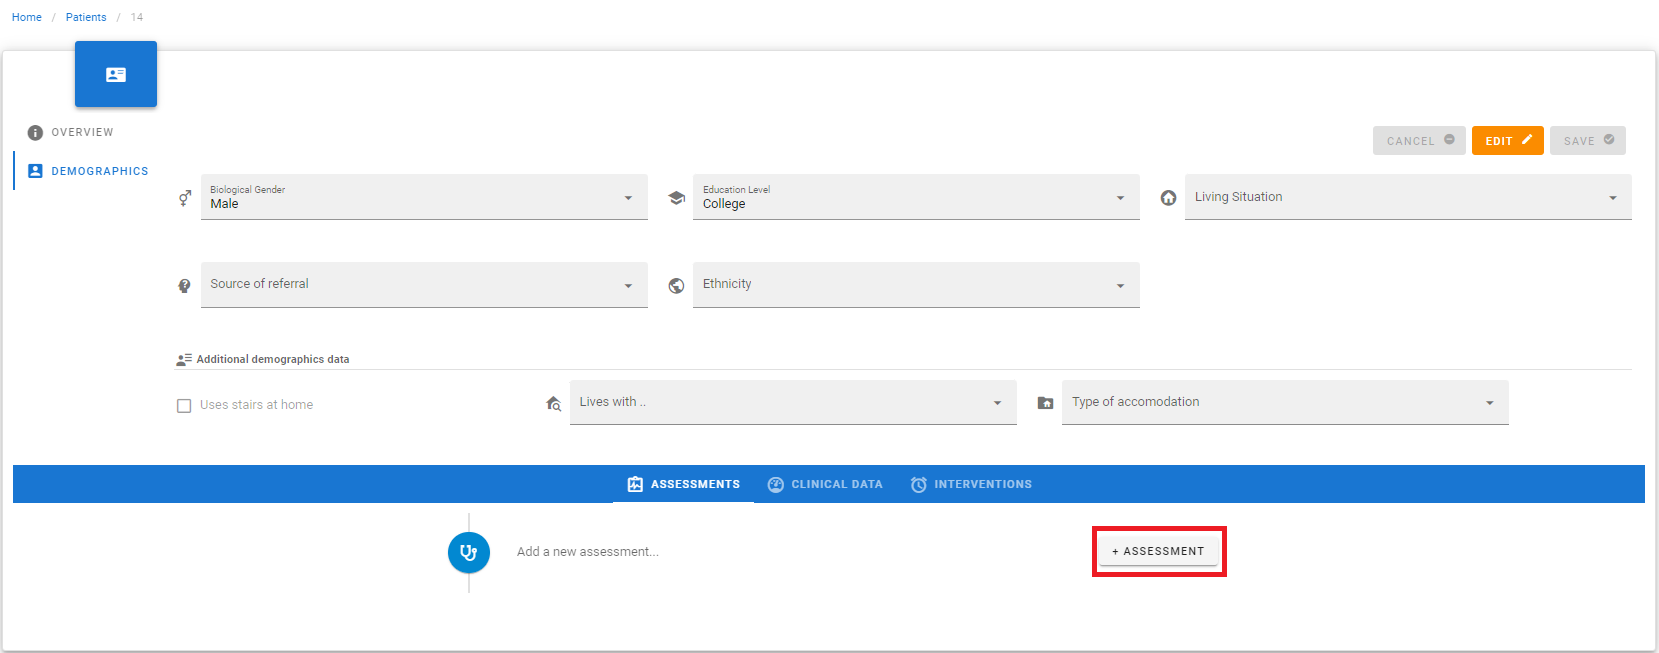 Home / Patients / 14
OVERVIEW
CANCEL EDIT SAVE
DEMOGRAPHICS
Biological Gender
Male
Education Level
College
Living Situation
Source of referral
Ethnicity
Additional demographics data
Uses stairs at home
Lives with ..
Type of accomodation
ASSESSMENTS CLINICAL DATA INTERVENTIONS
Add a new assessment...
+ ASSESSMENT